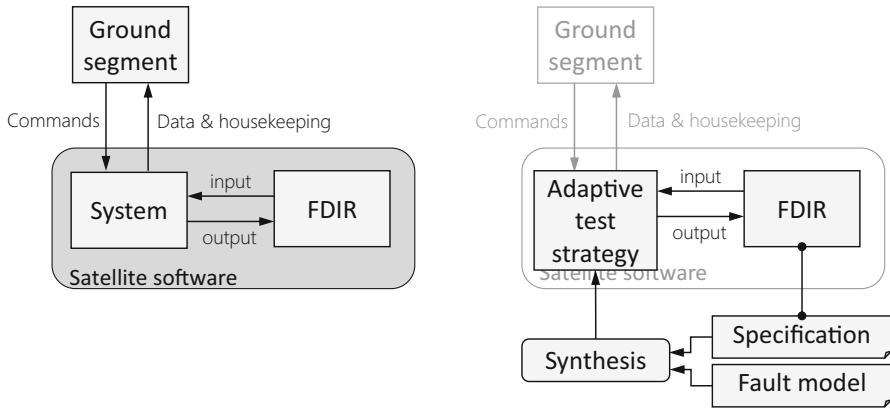 Ground
segment
Commands
Data & housekeeping
System
input
output
FDIR
Satellite software
Ground
segment
Commands
Data & housekeeping
Adaptive
test
strategy
input
output
FDIR
Satellite software
Synthesis
Specification
Fault model